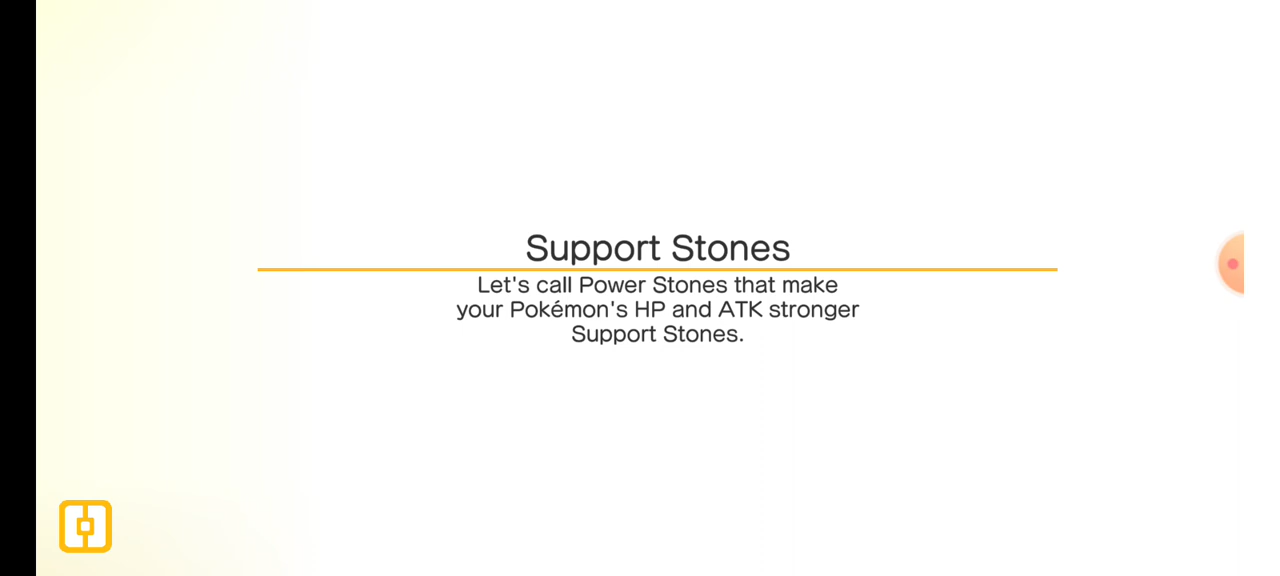 Support Stones
Let's call Power Stones that make
your Pokémon's HP and ATK stronger
Support Stones.